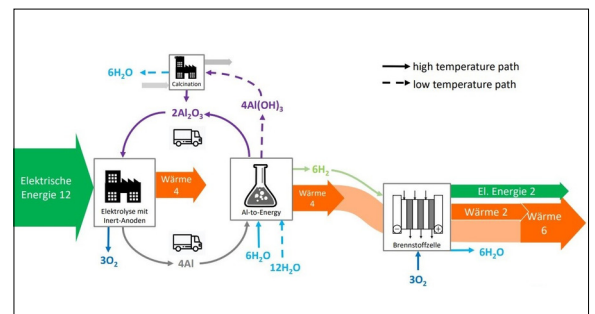 6H₂O
Calcination
high temperature path
low temperature path
2Al₂O₃
4Al(OH)₃
Elektrische
Energie 12
Elektrolyse mit
Inert-Anoden
Wärme
4
Al-to-Energy
6H₂
Wärme
4
El. Energie 2
Wärme 2
Wärme
6
Brennstoffzelle
3O₂
4Al
6H₂O
12H₂O
3O₂
6H₂O